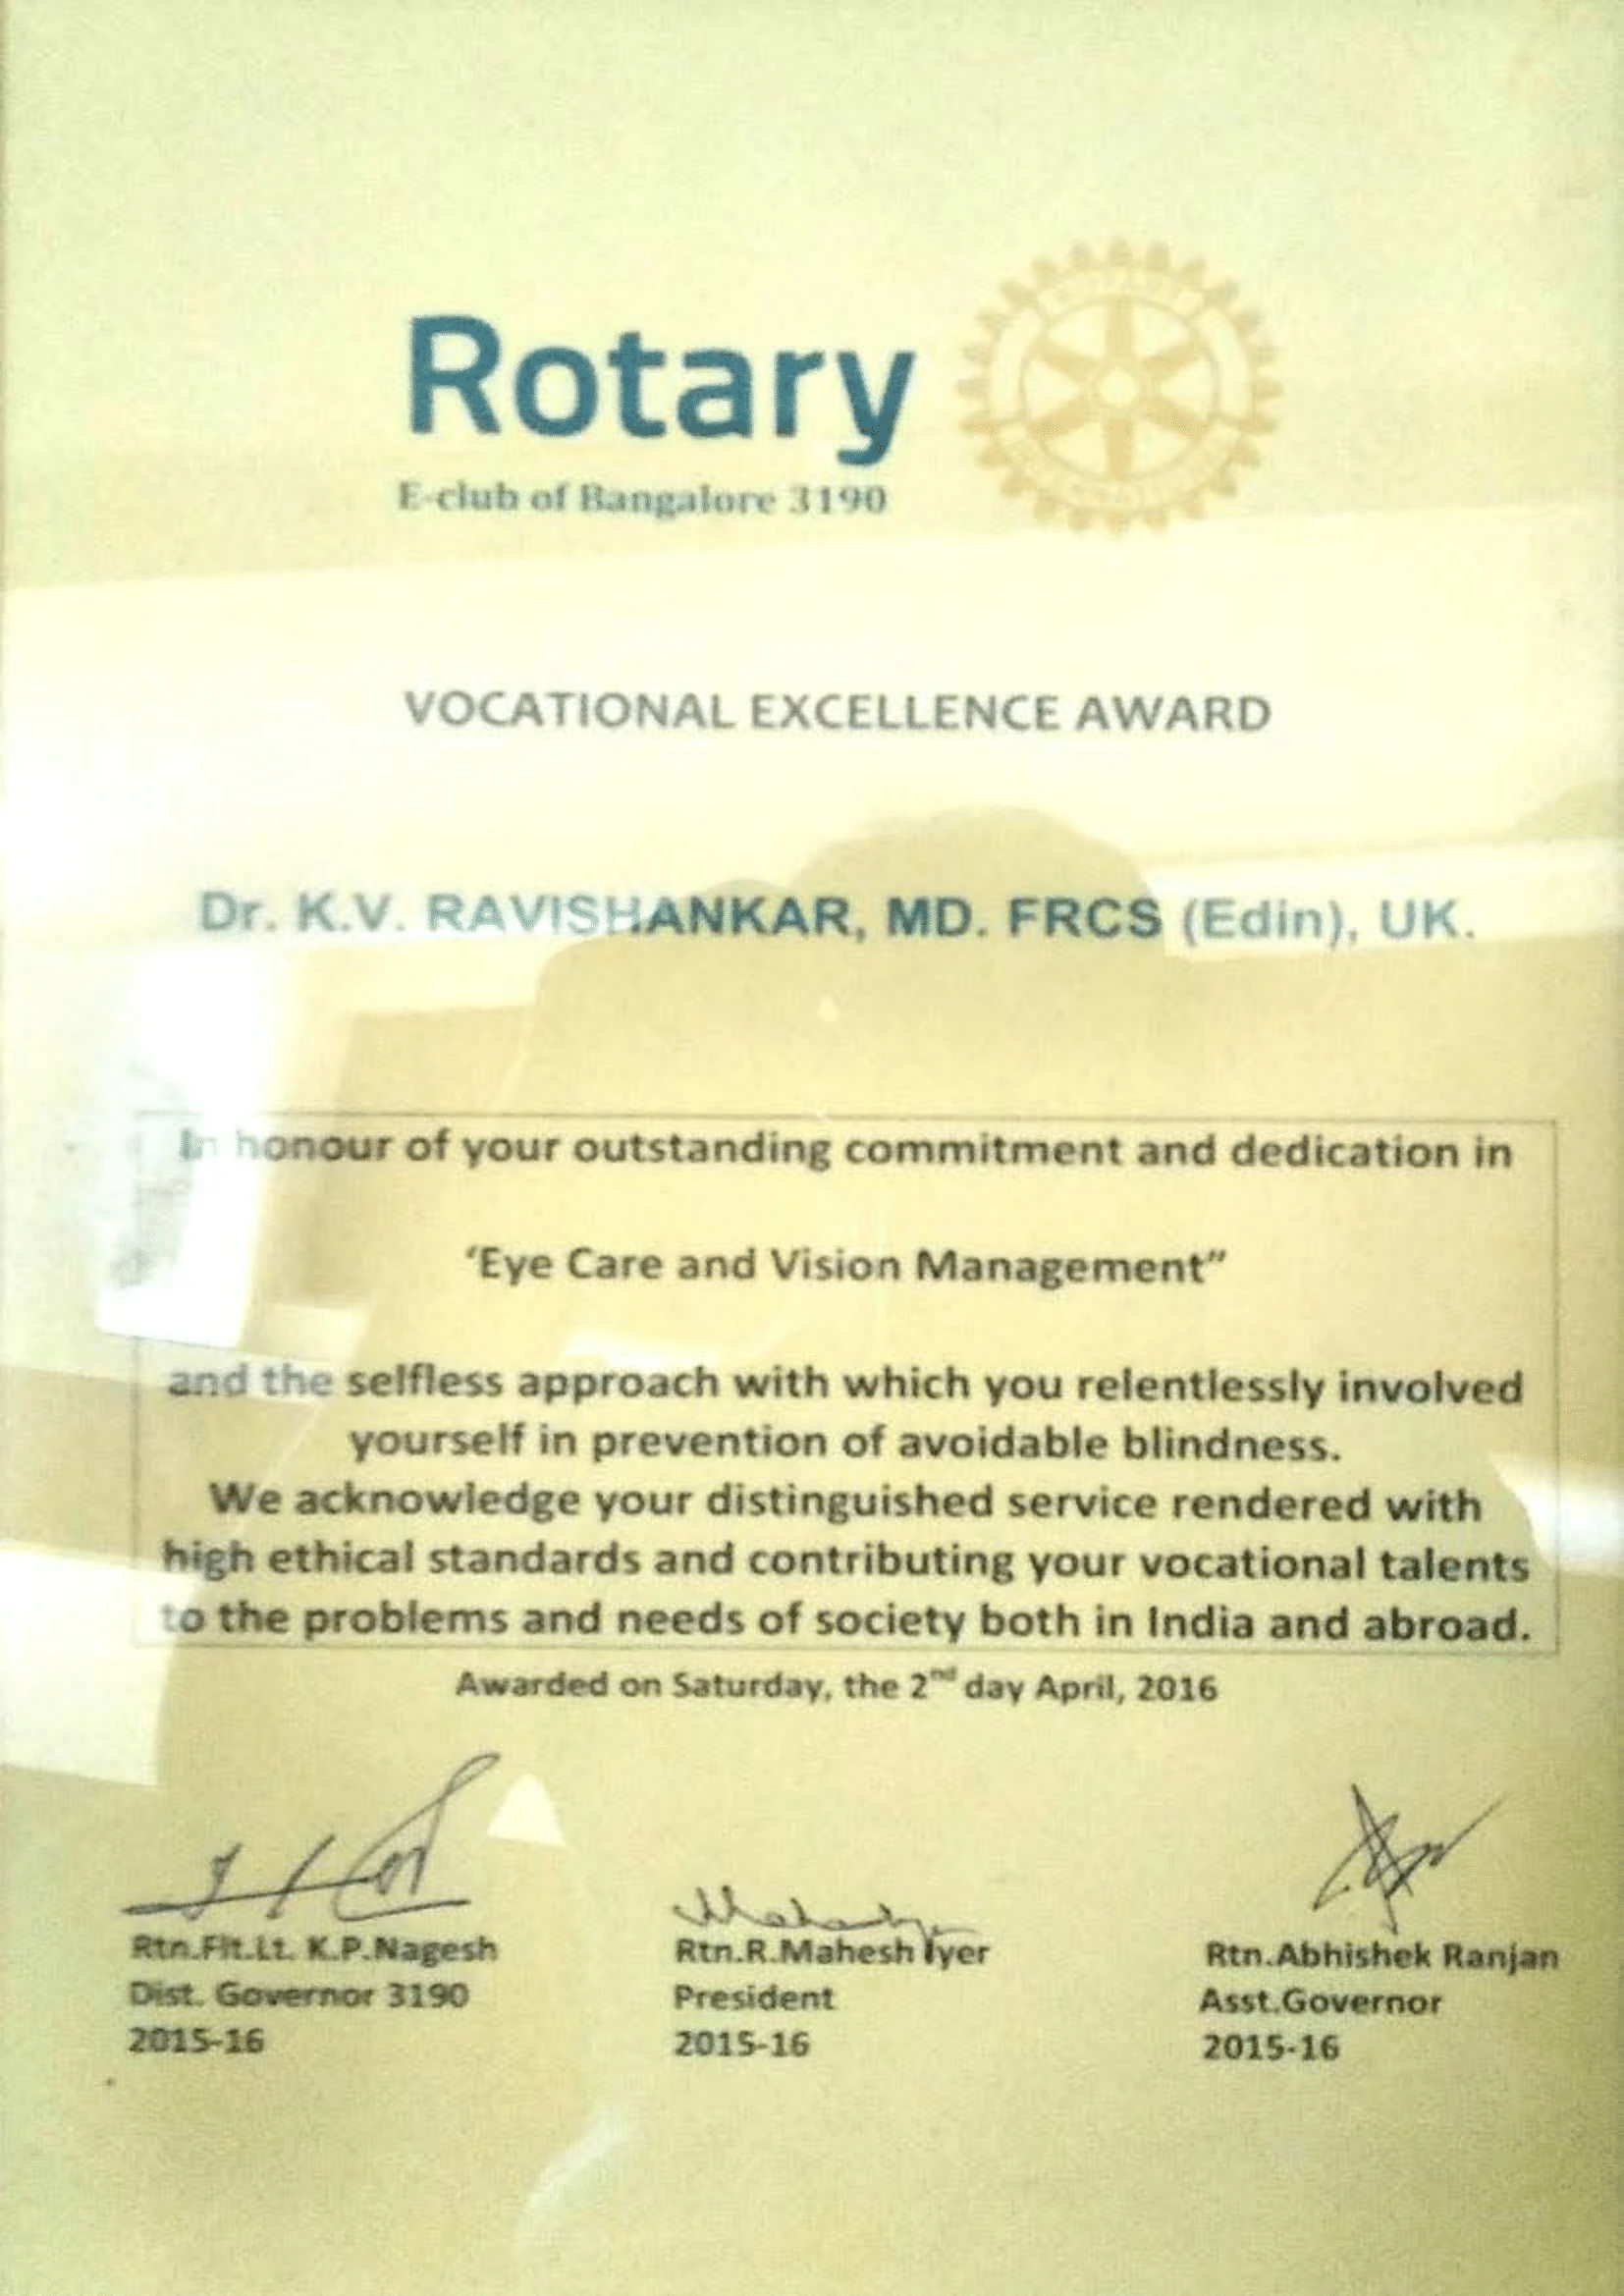 Rotary
E-club of Bangalore 3190
VOCATIONAL EXCELLENCE AWARD
Dr. K.V. RAVISHANKAR, MD. FRCS (Edin), UK.
In honour of your outstanding commitment and dedication in
‘Eye Care and Vision Management”
and the selfless approach with which you relentlessly involved
yourself in prevention of avoidable blindness.
We acknowledge your distinguished service rendered with
high ethical standards and contributing your vocational talents
to the problems and needs of society both in India and abroad.
Awarded on Saturday, the 2nd day April, 2016
Rtn.Flt.Lt. K.P.Nagesh
Dist. Governor 3190
2015-16
Rtn.R.Mahesh Iyer
President
2015-16
Rtn.Abhishek Ranjan
Asst.Governor
2015-16